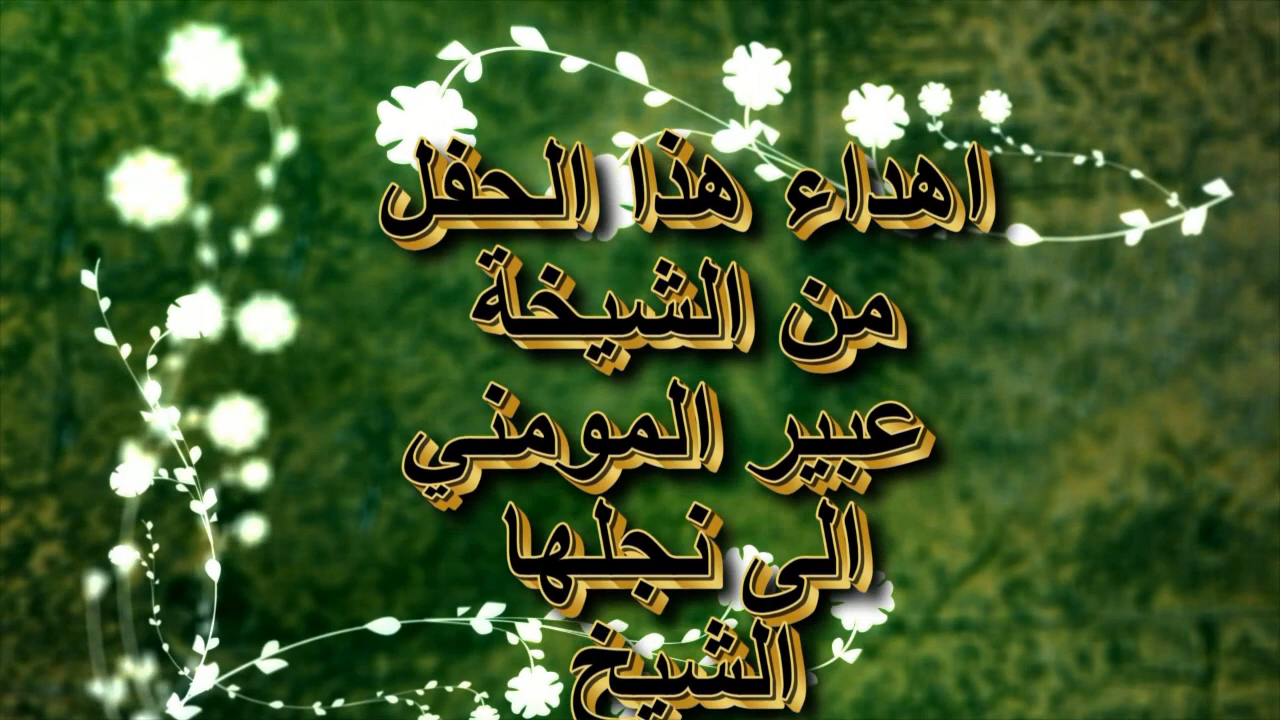 اهداء هذا الحفل
من الشيخة
عبير المومني
الى نجلها
الشيخ